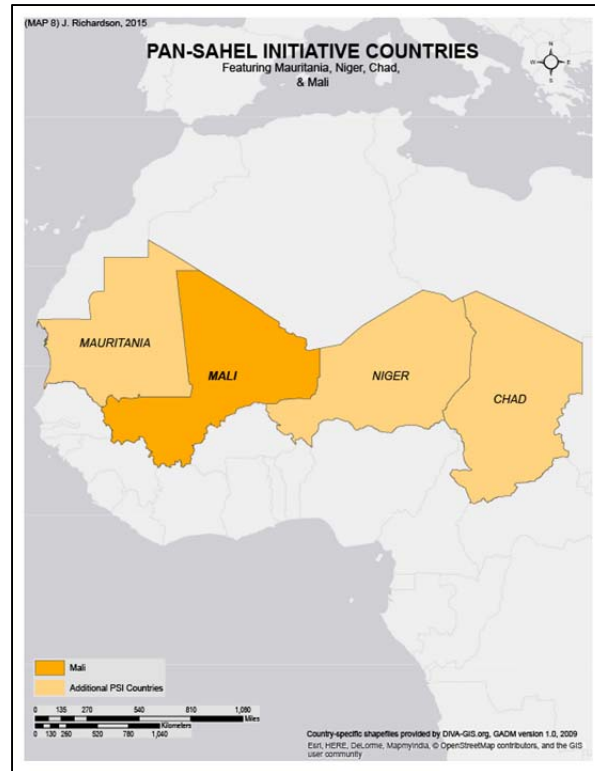 (MAP 8) J. Richardson, 2015
PAN-SAHEL INITIATIVE COUNTRIES
Featuring Mauritania, Niger, Chad,
& Mali
N
W E
S
MAURITANIA
MALI
NIGER
CHAD
Mali
Additional PSI Countries
0 135 270 540 810 1,080
Miles
Kilometers
0 130 260 520 780 1,040
Country-specific shapefiles provided by DIVA-GIS.org, GADM version 1.0, 2009
Esri, HERE, DeLorme, MapmyIndia, © OpenStreetMap contributors, and the GIS
user community